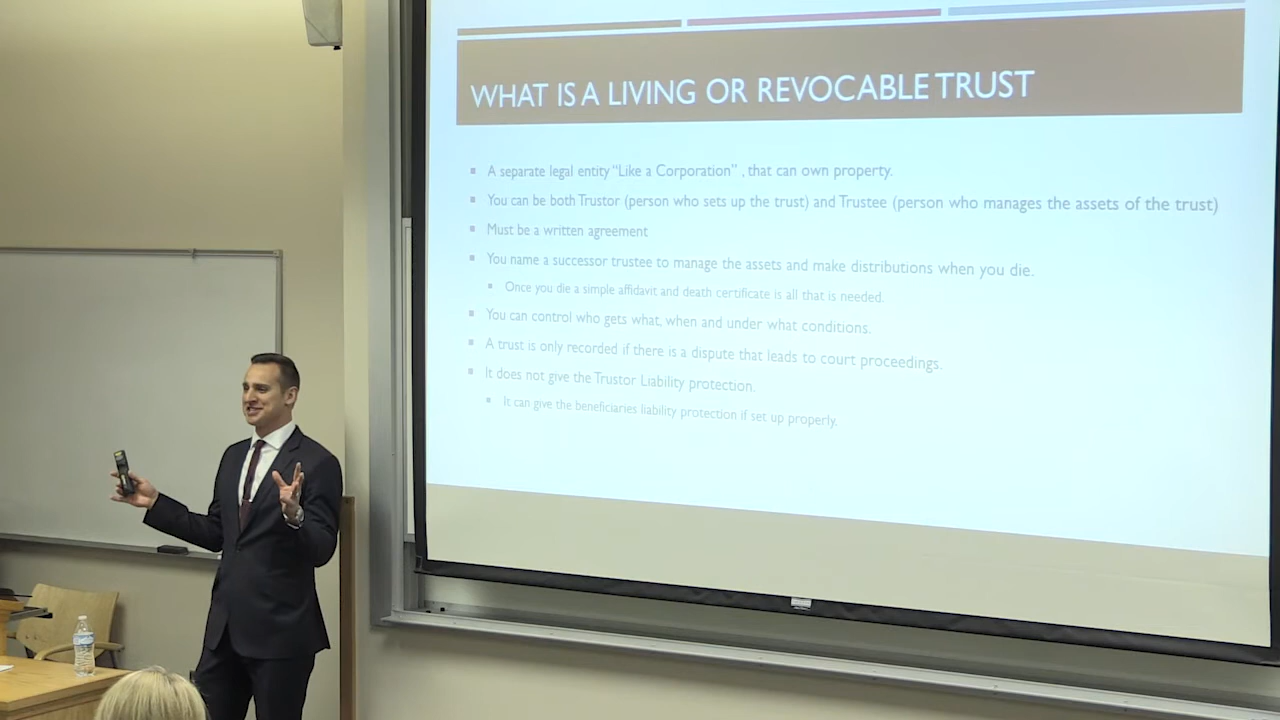 WHAT IS A LIVING OR REVOCABLE TRUST
A separate legal entity "Like a Corporation" , that can own property.
You can be both Trustor (person who sets up the trust) and Trustee (person who manages the assets of the trust)
Must be a written agreement
You name a successor trustee to manage the assets and make distributions when you die.
Once you die a simple affidavit and death certificate is all that is needed.
You can control who gets what, when and under what conditions.
A trust is only recorded if there is a dispute that leads to court proceedings.
It does not give the Trustor Liability protection.
It can give the beneficiaries liability protection if set up properly.